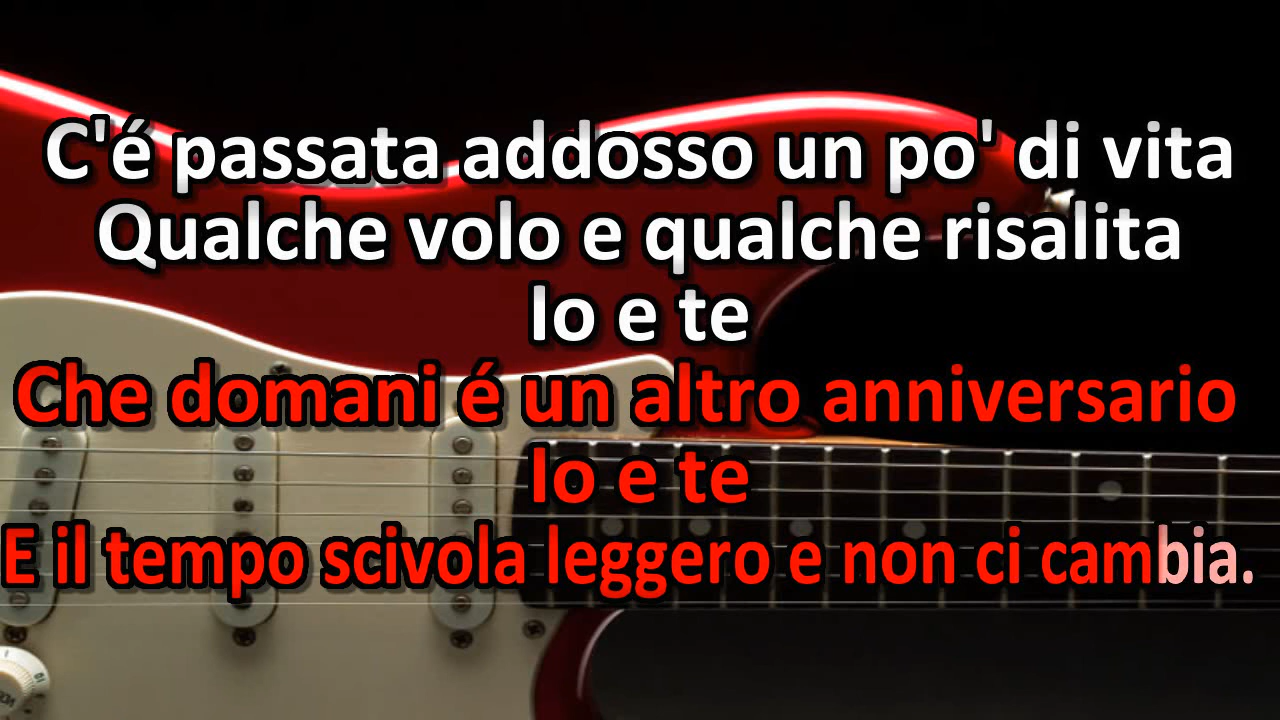 C'é passata addosso un po' di vita
Qualche volo e qualche risalita
Io e te
Che domani é un altro anniversario
Io e te
E il tempo scivola leggero e non ci cambia.